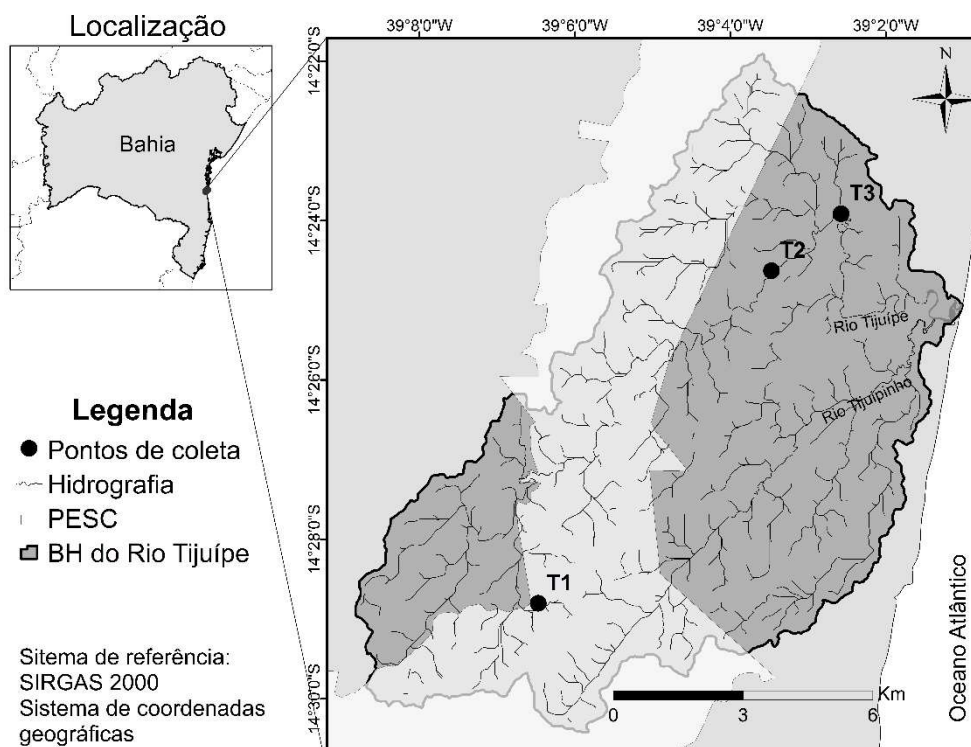 Localização
Bahia
39°8'0"W
39°6'0"W
39°4'0"W
39°2'0"W
14°22'0"S
14°24'0"S
14°26'0"S
14°28'0"S
14°30'0"S
N
T3
T2
Rio Tijuípe
Rio Tijuipinho
T1
Legenda
Pontos de coleta
Hidrografia
PESC
BH do Rio Tijuípe
Sitema de referência:
SIRGAS 2000
Sistema de coordenadas
geográficas
Km
0 3 6
Oceano Atlântico